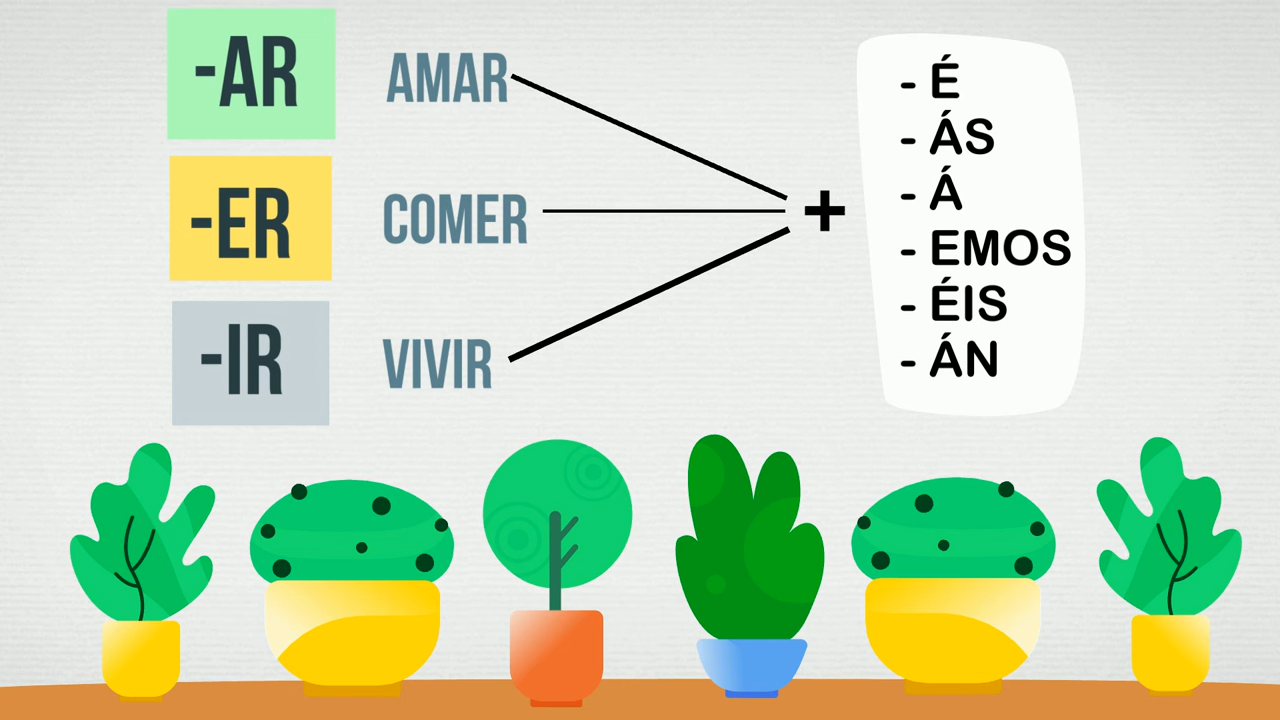 -AR AMAR
-ER COMER
-IR VIVIR
+
- É
- ÁS
- Á
- EMOS
- ÉIS
- ÁN